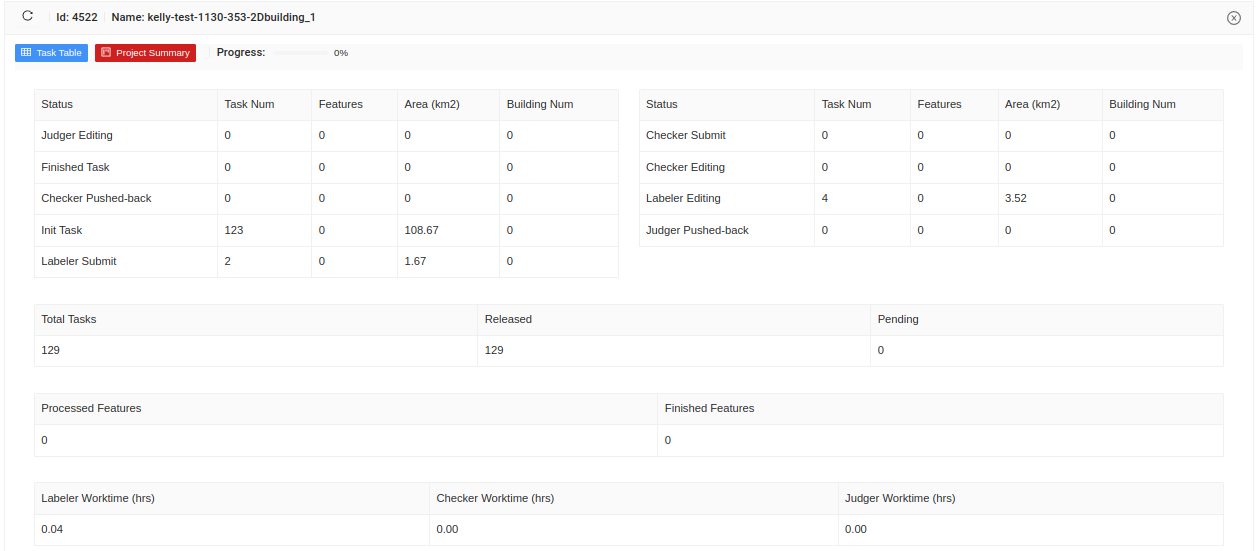 Id: 4522 Name: kelly-test-1130-353-2Dbuilding_1
Task Table Project Summary Progress: 0%
Status Task Num Features Area (km2) Building Num
Judger Editing 0 0 0 0
Finished Task 0 0 0 0
Checker Pushed-back 0 0 0 0
Init Task 123 0 108.67 0
Labeler Submit 2 0 1.67 0
Status Task Num Features Area (km2) Building Num
Checker Submit 0 0 0 0
Checker Editing 0 0 0 0
Labeler Editing 4 0 3.52 0
Judger Pushed-back 0 0 0 0
Total Tasks Released Pending
129 129 0
Processed Features Finished Features
0 0
Labeler Worktime (hrs) Checker Worktime (hrs) Judger Worktime (hrs)
0.04 0.00 0.00